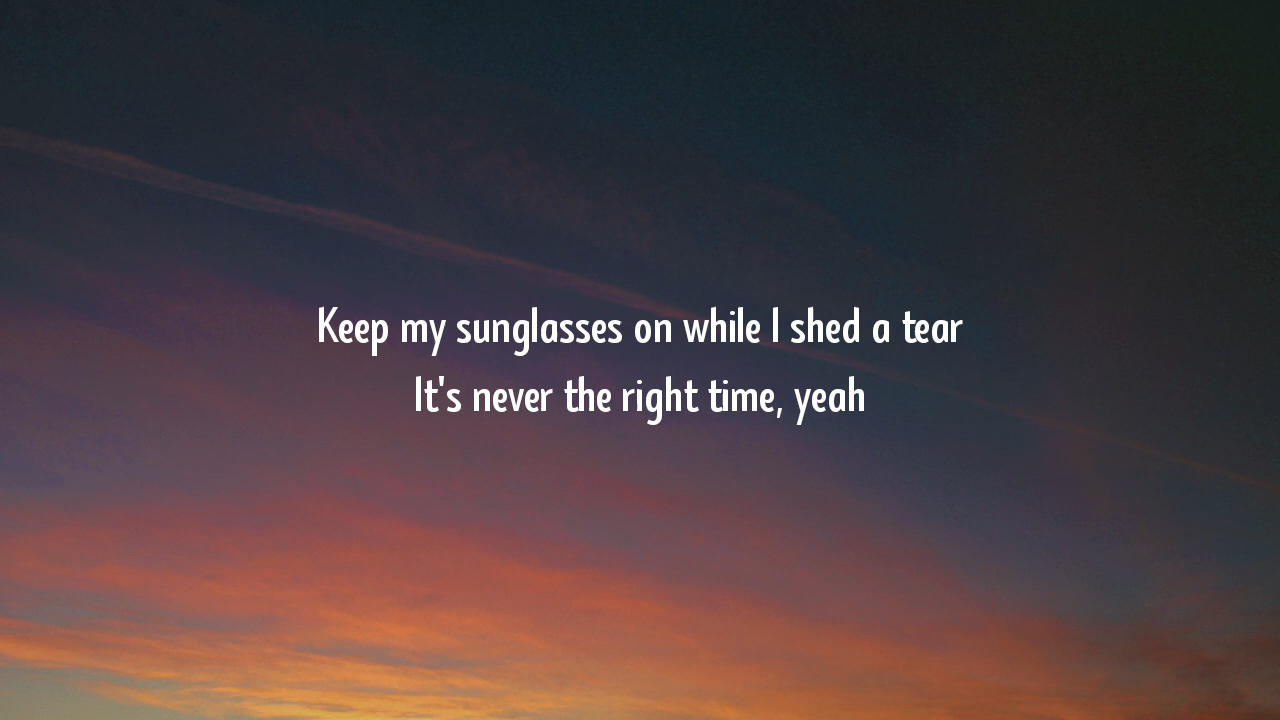 Keep my sunglasses on while I shed a tear
It's never the right time, yeah